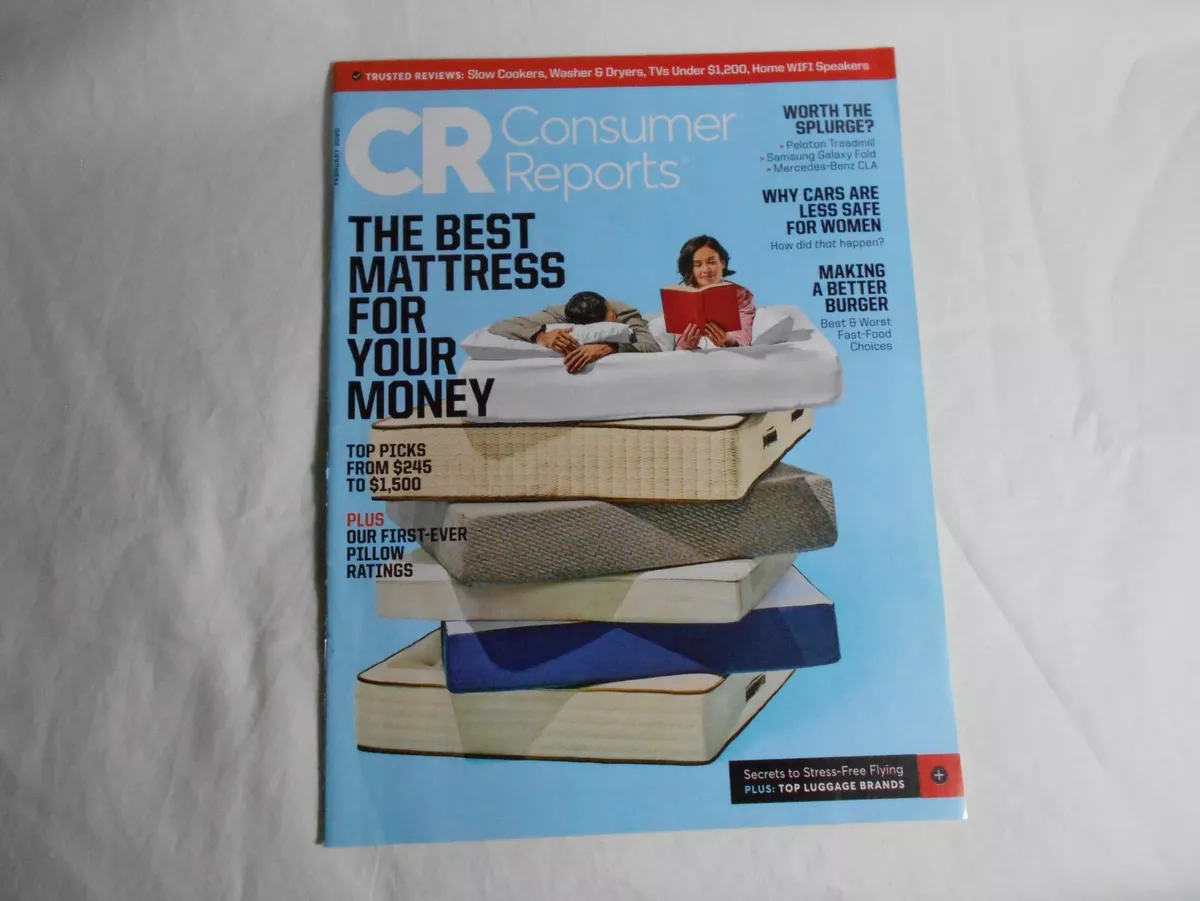 TRUSTED REVIEWS: Slow Cookers, Washer & Dryers, TVs Under $1,200, Home WIFI Speakers
FEBRUARY 2020
CR Consumer
Reports
THE BEST
MATTRESS
FOR
YOUR
MONEY
TOP PICKS
FROM $245
TO $1,500
PLUS
OUR FIRST-EVER
PILLOW
RATINGS
WORTH THE
SPLURGE?
> Peloton Treadmill
> Samsung Galaxy Fold
> Mercedes-Benz CLA
WHY CARS ARE
LESS SAFE
FOR WOMEN
How did that happen?
MAKING
A BETTER
BURGER
Best & Worst
Fast-Food
Choices
Secrets to Stress-Free Flying
PLUS: TOP LUGGAGE BRANDS
+